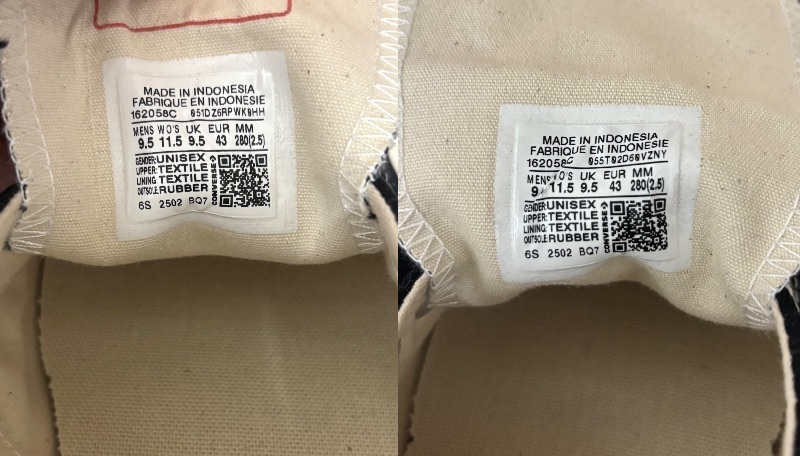 MADE IN INDONESIA
FABRIQUE EN INDONESIE
162058C 051DZ6RPWK0HH
MENS WO'S UK EUR MM
9.5 11.5 9.5 43 280(2.5)
GENDER:UNISEX
UPPER:TEXTILE
LINING:TEXTILE
OUTSOLE:RUBBER
CONVERSE
6S 2502 BQ7
MADE IN INDONESIA
FABRIQUE EN INDONESIE
162058C 055T02D60VZNY
MENS WO'S UK EUR MM
11.5 9.5 43 280(2.5)
GENDER:UNISEX
UPPER:TEXTILE
LINING:TEXTILE
OUTSOLE:RUBBER
CONVERSE
6S 2502 BQ7